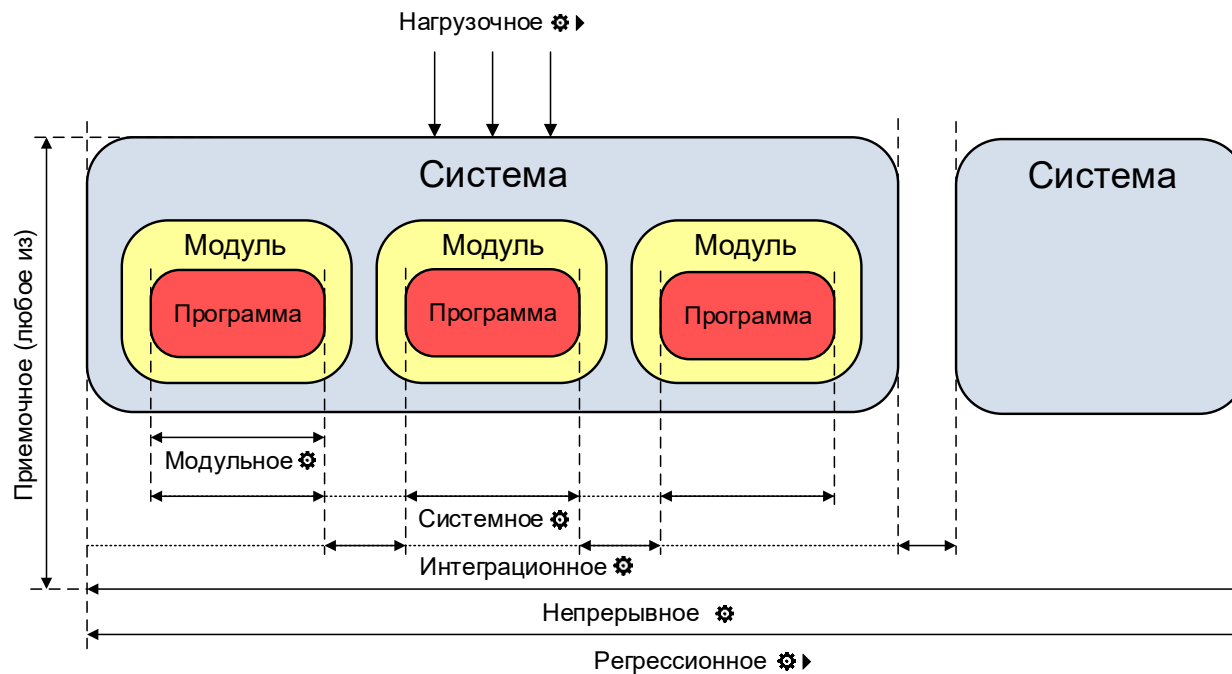 Нагрузочное
Система
Система
Модуль
Модуль
Модуль
Программа
Программа
Программа
Приемочное (любое из)
Модульное
Системное
Интеграционное
Непрерывное
Регрессионное